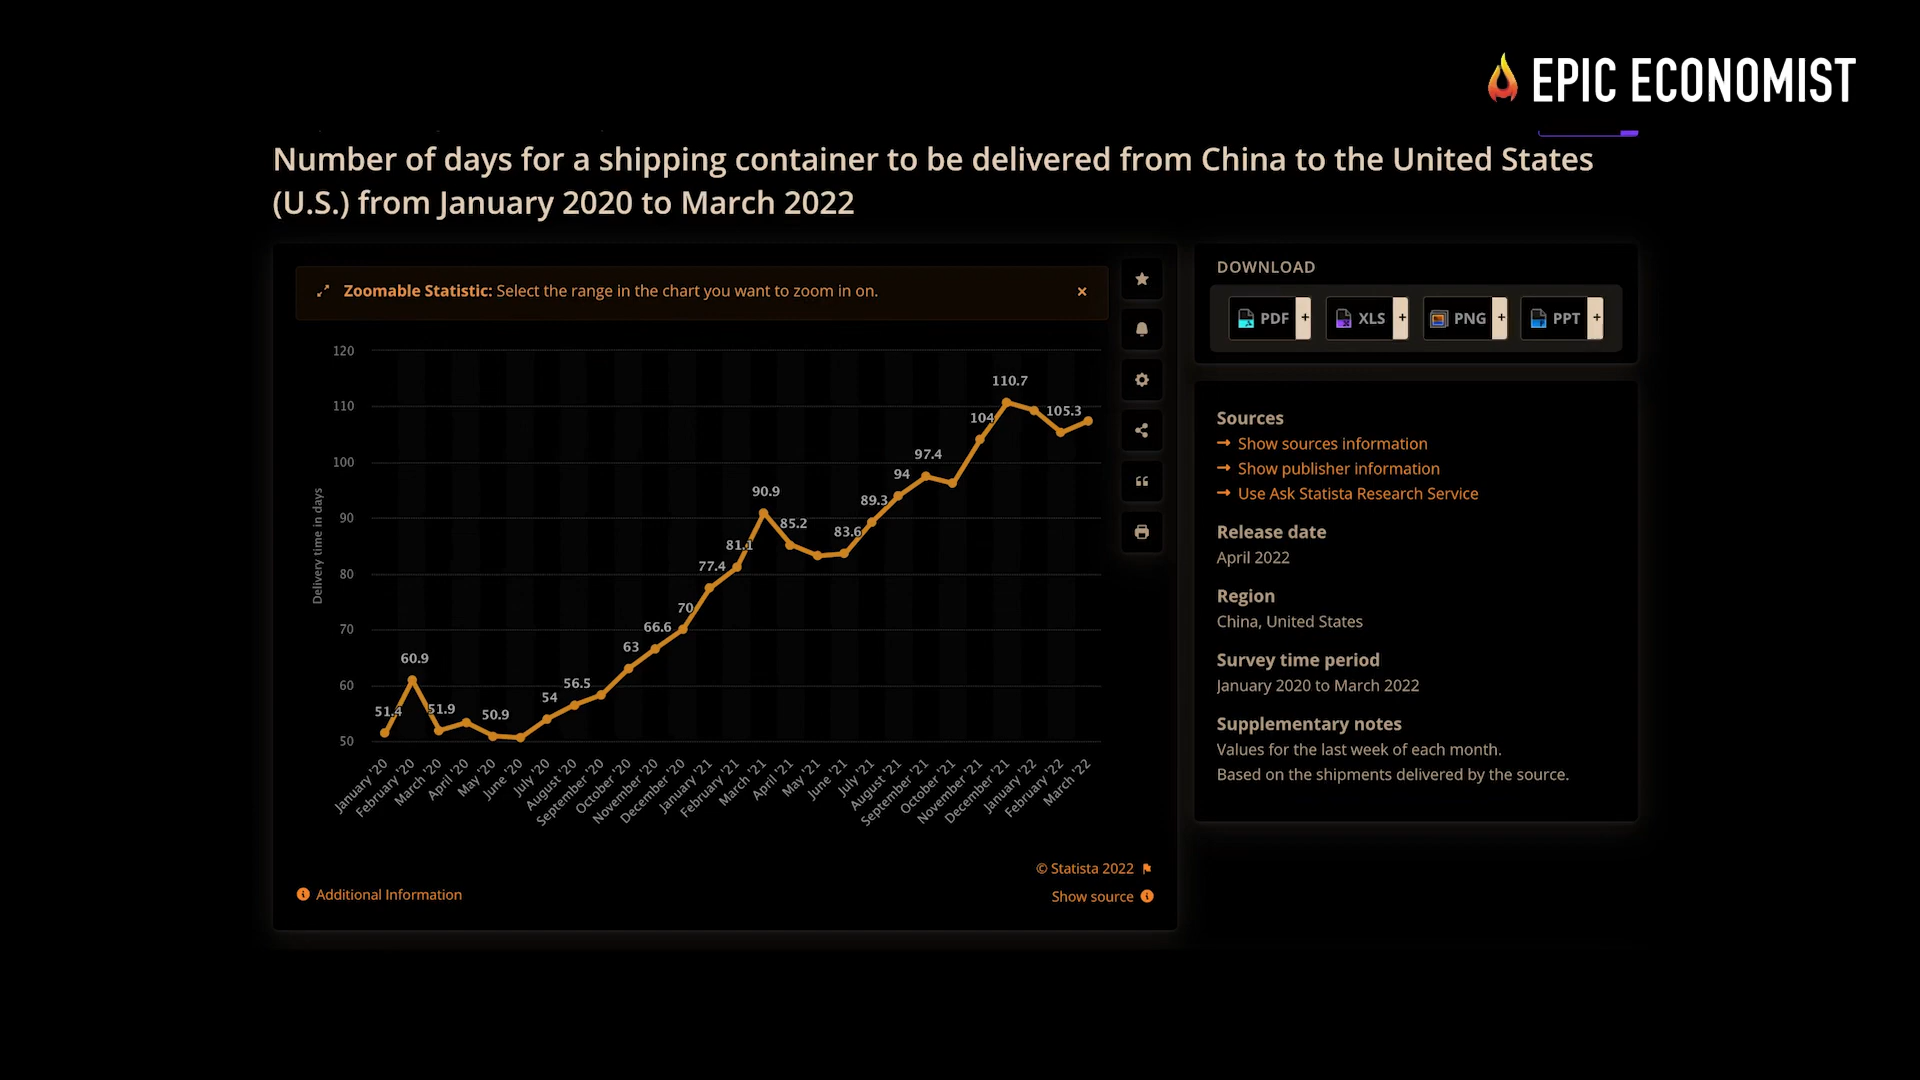 EPIC ECONOMIST
Number of days for a shipping container to be delivered from China to the United States
(U.S.) from January 2020 to March 2022
Zoomable Statistic: Select the range in the chart you want to zoom in on.
×
120
110
100
90
80
70
60
50
Delivery time in days
51.4
60.9
51.9
50.9
54
56.5
63
66.6
70
77.4
81.1
90.9
85.2
83.6
89.3
94
97.4
104
110.7
105.3
January '20
February '20
March '20
April '20
May '20
June '20
July '20
August '20
September '20
October '20
November '20
December '20
January '21
February '21
March '21
April '21
May '21
June '21
July '21
August '21
September '21
October '21
November '21
December '21
January '22
February '22
March '22
© Statista 2022
Additional Information
Show source
DOWNLOAD
PDF + XLS + PNG + PPT +
Sources
→ Show sources information
→ Show publisher information
→ Use Ask Statista Research Service
Release date
April 2022
Region
China, United States
Survey time period
January 2020 to March 2022
Supplementary notes
Values for the last week of each month.
Based on the shipments delivered by the source.